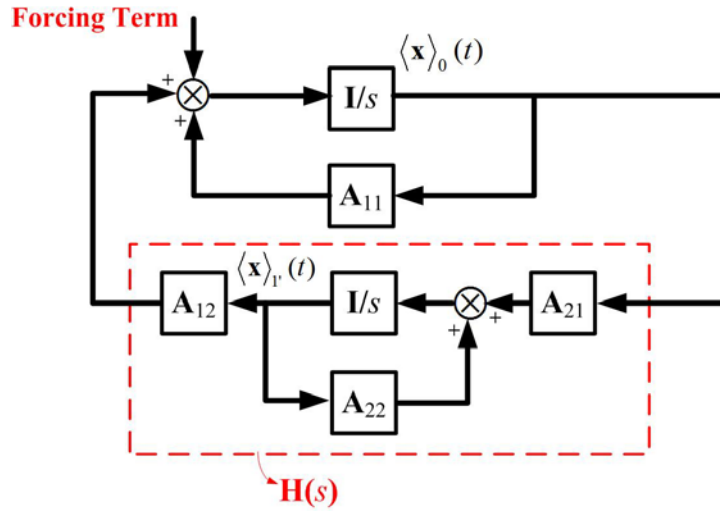 Forcing Term
⟨x⟩₀ (t)
+
I/s
+
A₁₁
⟨x⟩₁' (t)
A₁₂
I/s
A₂₁
+
+
A₂₂
H(s)